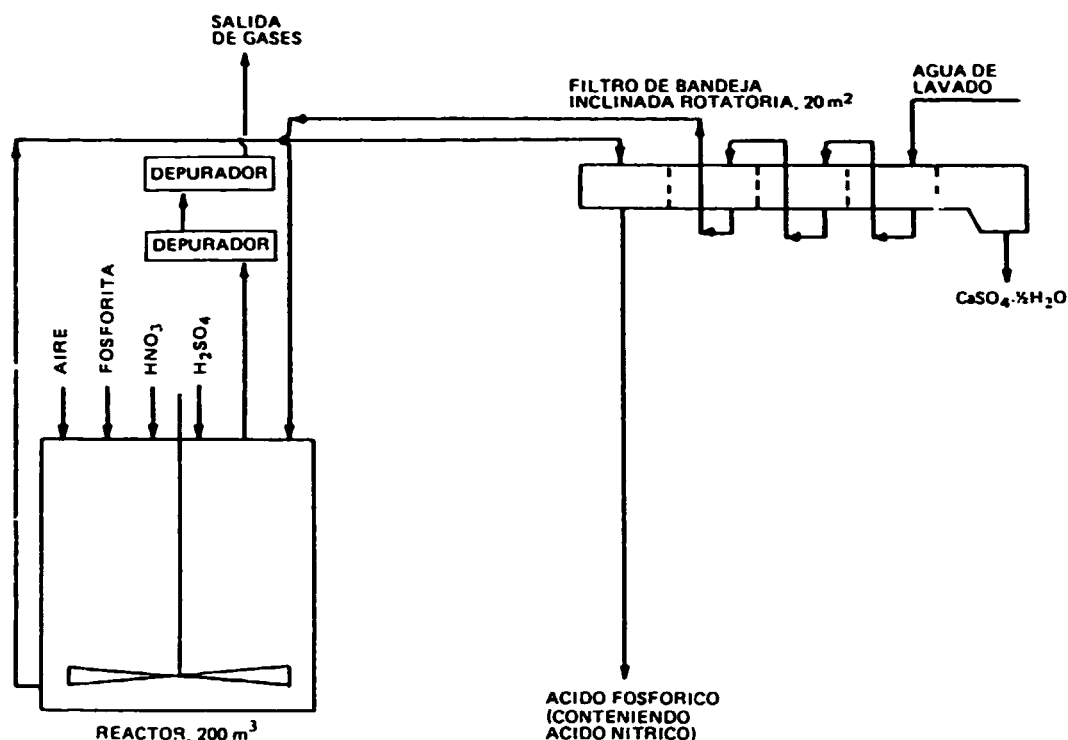 SALIDA
DE GASES
FILTRO DE BANDEJA
INCLINADA ROTATORIA, 20 m²
AGUA DE
LAVADO
DEPURADOR
DEPURADOR
CaSO₄·½H₂O
AIRE
FOSFORITA
HNO₃
H₂SO₄
REACTOR, 200 m³
ACIDO FOSFORICO
(CONTENIENDO
ACIDO NITRICO)